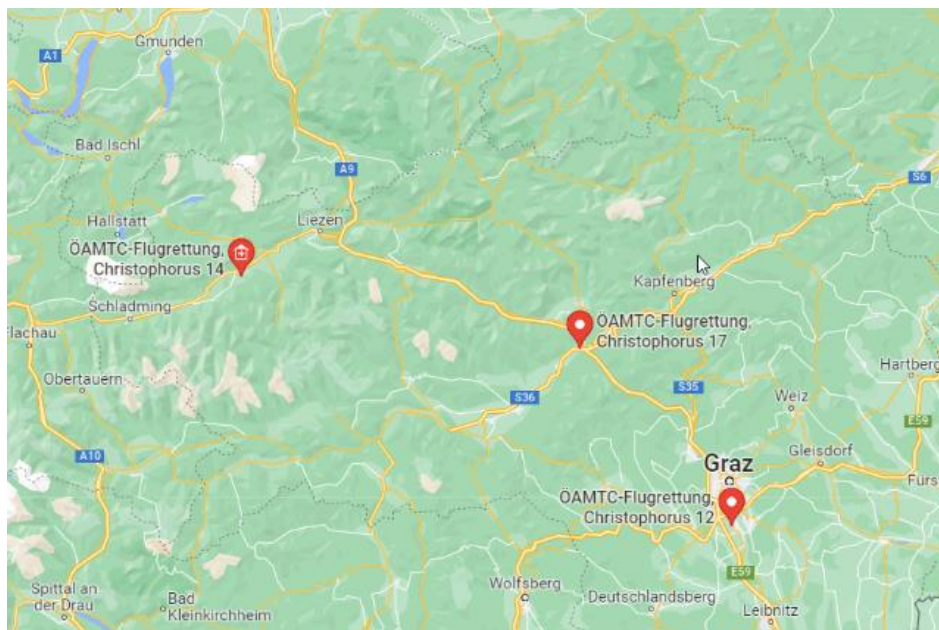 Gmunden
A1
Bad Ischl
A9
S6
Hallstatt
Liezen
ÖAMTC-Flugrettung,
Christophorus 14
Kapfenberg
Schladming
ÖAMTC-Flugrettung,
Christophorus 17
Flachau
Hartberg
Obertauern
S36
S35
Weiz
E59
A10
Graz
Gleisdorf
Fürs
ÖAMTC-Flugrettung,
Christophorus 12
E59
Wolfsberg
Spittal an
der Drau
Bad
Kleinkirchheim
Deutschlandsberg
Leibnitz